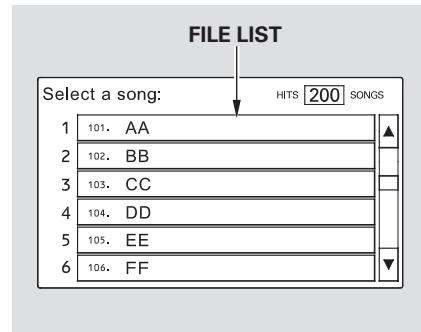 FILE LIST
Select a song: HITS 200 SONGS
1 101. AA
2 102. BB
3 103. CC
4 104. DD
5 105. EE
6 106. FF